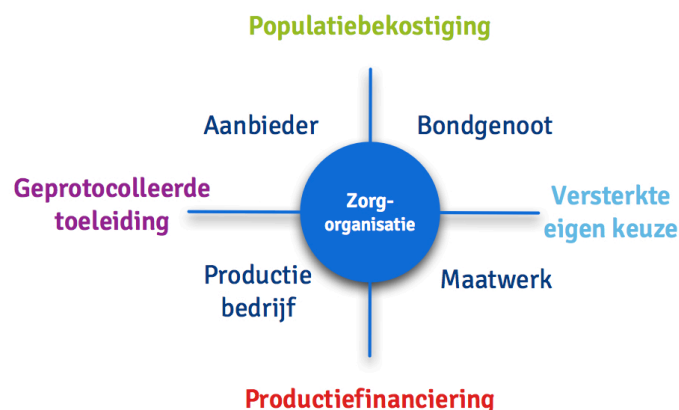 Populatiebekostiging
Aanbieder
Bondgenoot
Geprotocolleerde
toeleiding
Zorg-
organisatie
Versterkte
eigen keuze
Productie
bedrijf
Maatwerk
Productiefinanciering